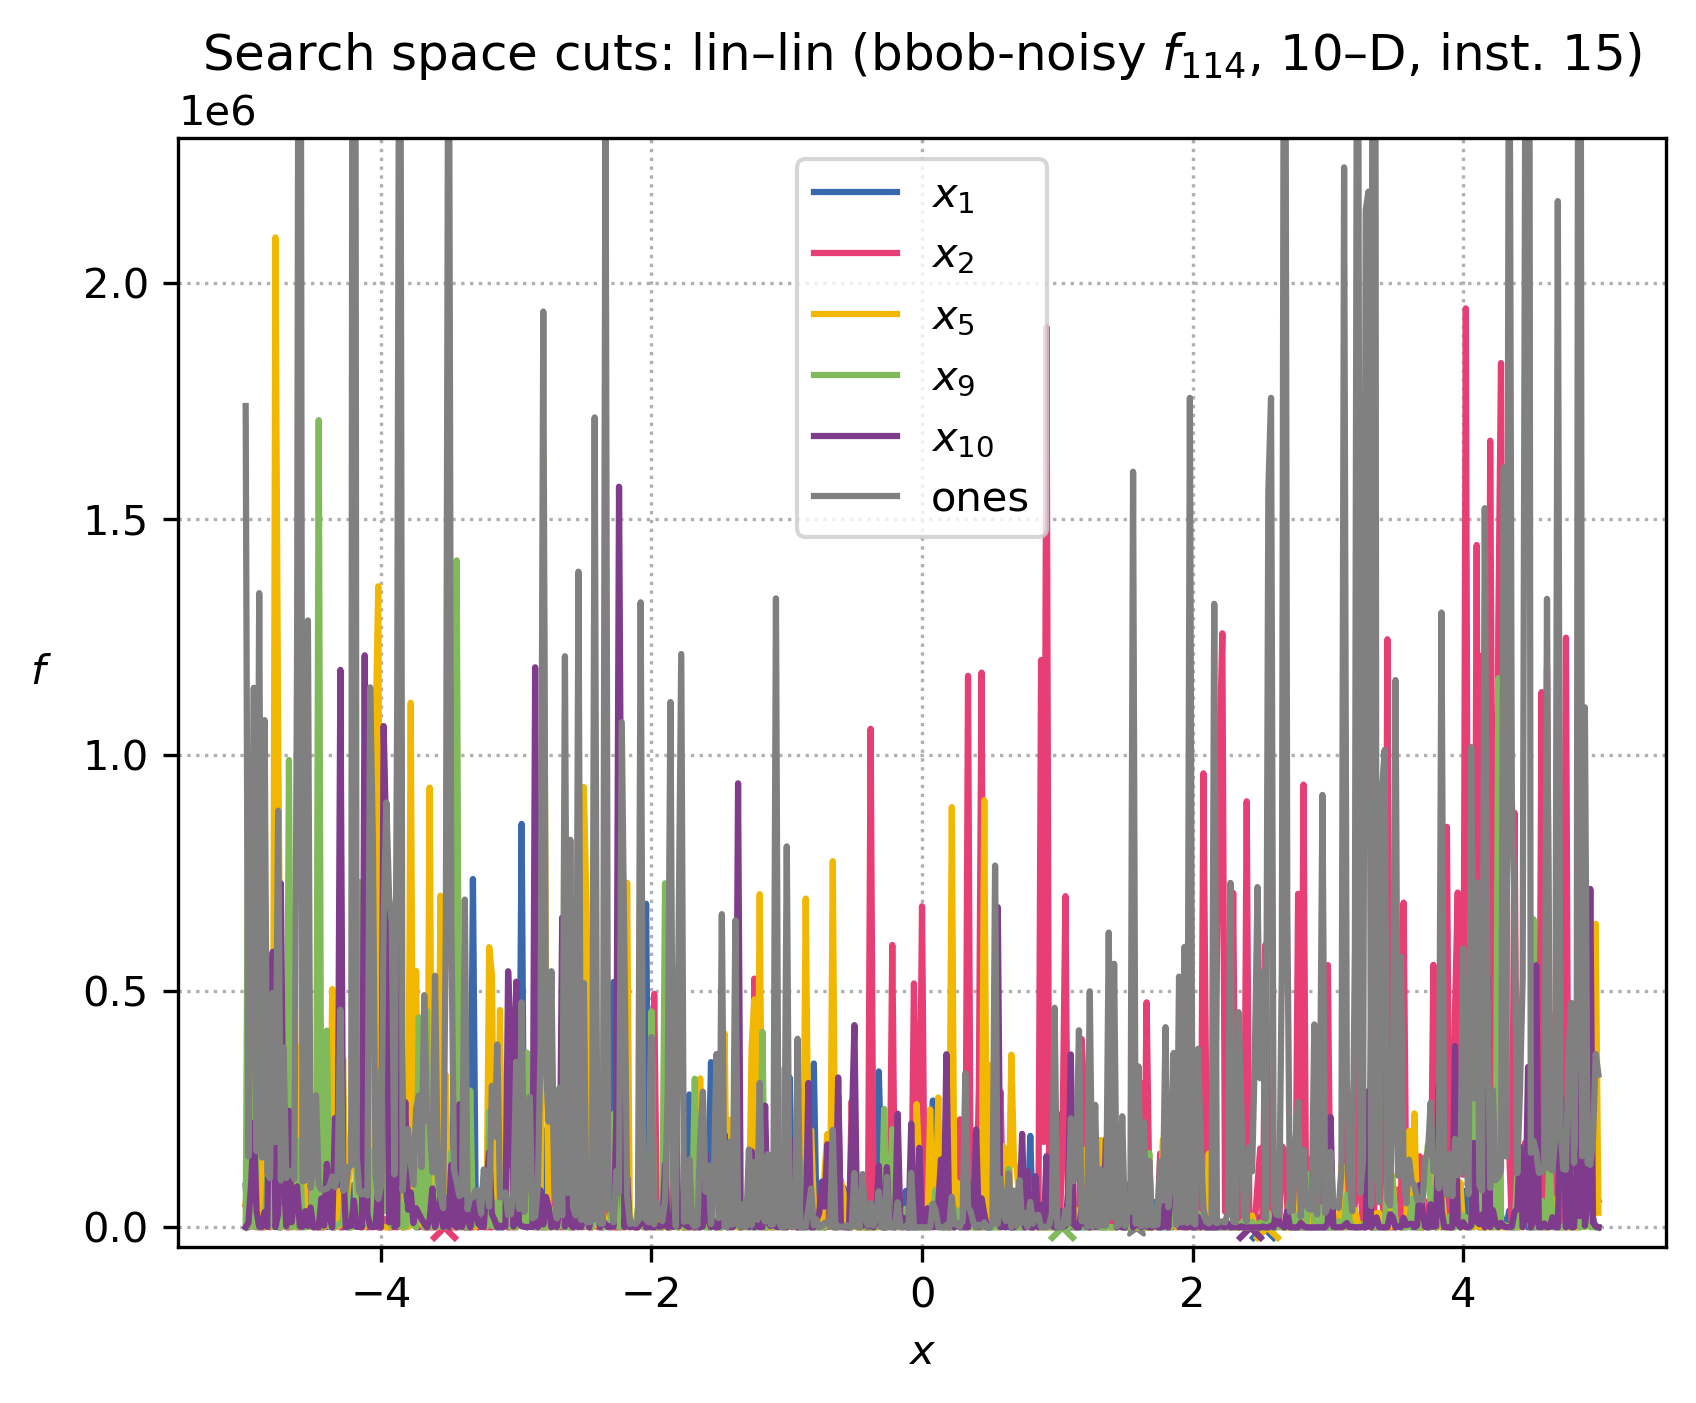 Search space cuts: lin–lin (bbob-noisy f₁₁₄, 10–D, inst. 15)
1e6
x₁
x₂
x₅
x₉
x₁₀
ones
2.0
1.5
1.0
0.5
0.0
f
−4
−2
0
2
4
x